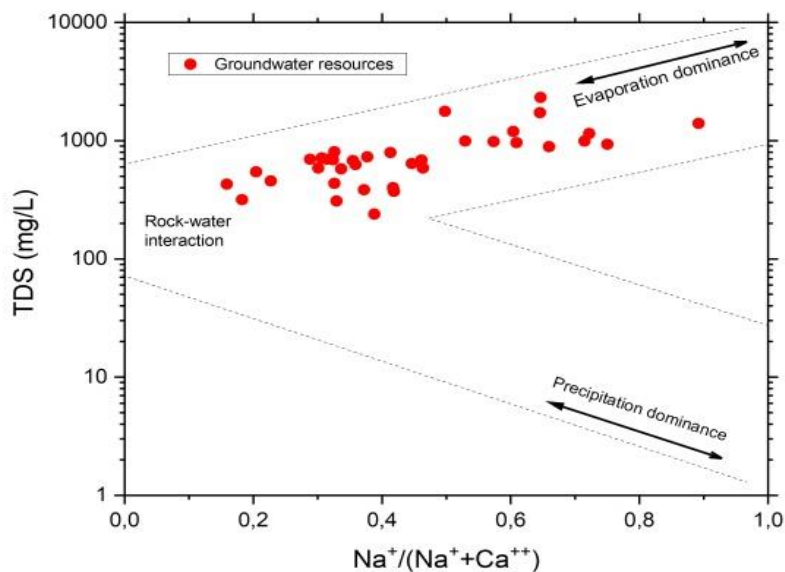 10000
Groundwater resources
Evaporation dominance
1000
TDS (mg/L)
Rock-water
interaction
100
10
Precipitation dominance
1
0,0
0,2
0,4
0,6
0,8
1,0
Na⁺/(Na⁺+Ca⁺⁺)